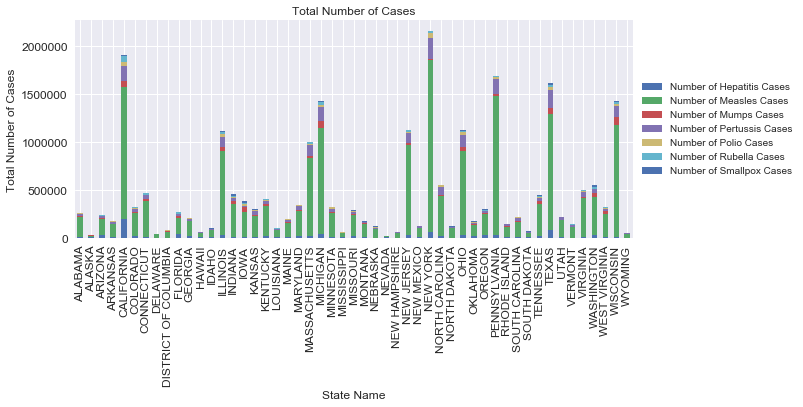 Total Number of Cases
Total Number of Cases
2000000
1500000
1000000
500000
0
ALABAMA
ALASKA
ARIZONA
ARKANSAS
CALIFORNIA
COLORADO
CONNECTICUT
DELAWARE
DISTRICT OF COLUMBIA
FLORIDA
GEORGIA
HAWAII
IDAHO
ILLINOIS
INDIANA
IOWA
KANSAS
KENTUCKY
LOUISIANA
MAINE
MARYLAND
MASSACHUSETTS
MICHIGAN
MINNESOTA
MISSISSIPPI
MISSOURI
MONTANA
NEBRASKA
NEVADA
NEW HAMPSHIRE
NEW JERSEY
NEW MEXICO
NEW YORK
NORTH CAROLINA
NORTH DAKOTA
OHIO
OKLAHOMA
OREGON
PENNSYLVANIA
RHODE ISLAND
SOUTH CAROLINA
SOUTH DAKOTA
TENNESSEE
TEXAS
UTAH
VERMONT
VIRGINIA
WASHINGTON
WEST VIRGINIA
WISCONSIN
WYOMING
State Name
Number of Hepatitis Cases
Number of Measles Cases
Number of Mumps Cases
Number of Pertussis Cases
Number of Polio Cases
Number of Rubella Cases
Number of Smallpox Cases